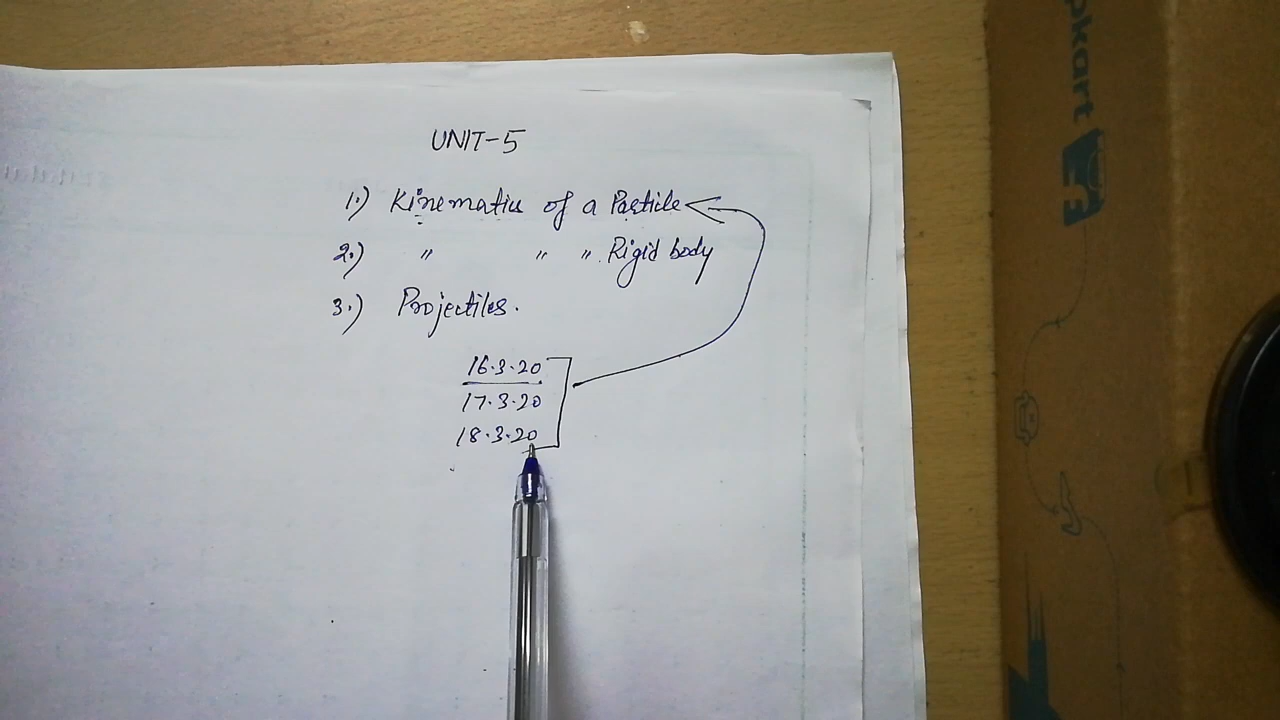 UNIT-5
1.) Kinematics of a Particle
2.) " " " Rigid body
3.) Projectiles.
16.3.20
17.3.20
18.3.20
pkart